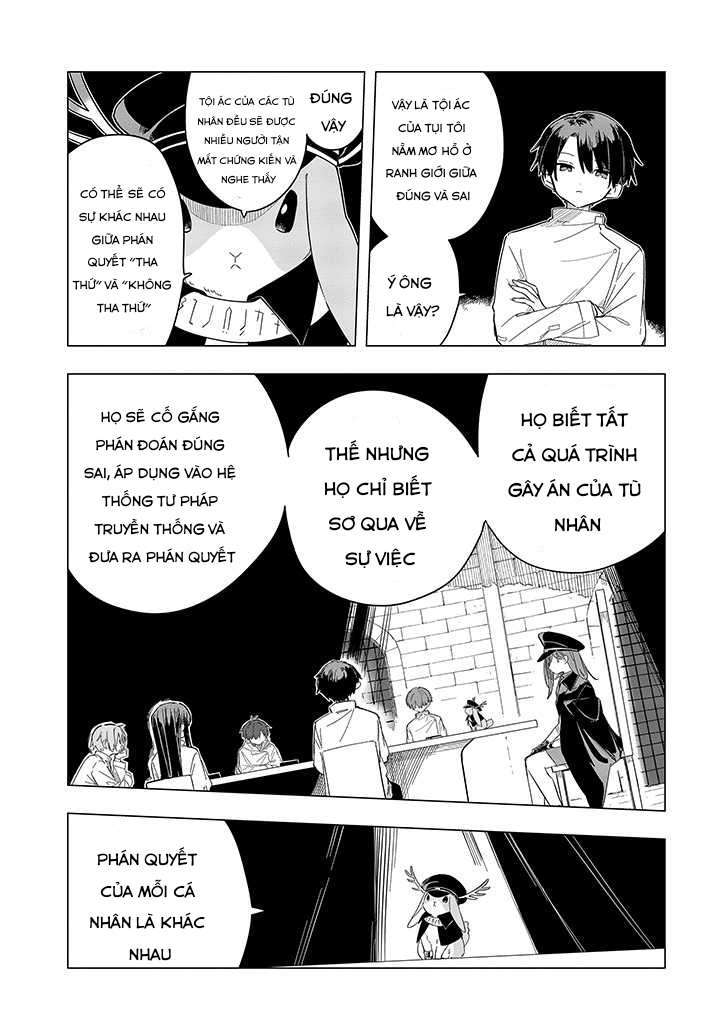 VẬY LÀ TỘI ÁC
CỦA TỤI TÔI
NẰM MƠ HỒ Ở
RANH GIỚI GIỮA
ĐÚNG VÀ SAI
Ý ÔNG
LÀ VẬY?
ĐÚNG
VẬY
TỘI ÁC CỦA CÁC TÙ
NHÂN ĐỀU SẼ ĐƯỢC
NHIỀU NGƯỜI TẬN
MẮT CHỨNG KIẾN VÀ
NGHE THẤY
CÓ THỂ SẼ CÓ
SỰ KHÁC NHAU
GIỮA PHÁN
QUYẾT "THA
THỨ" VÀ "KHÔNG
THA THỨ"
HỌ BIẾT TẤT
CẢ QUÁ TRÌNH
GÂY ÁN CỦA TÙ
NHÂN
THẾ NHƯNG
HỌ CHỈ BIẾT
SƠ QUA VỀ
SỰ VIỆC
HỌ SẼ CỐ GẮNG
PHÁN ĐOÁN ĐÚNG
SAI, ÁP DỤNG VÀO HỆ
THỐNG TƯ PHÁP
TRUYỀN THỐNG VÀ
ĐƯA RA PHÁN QUYẾT
PHÁN QUYẾT
CỦA MỖI CÁ
NHÂN LÀ KHÁC
NHAU